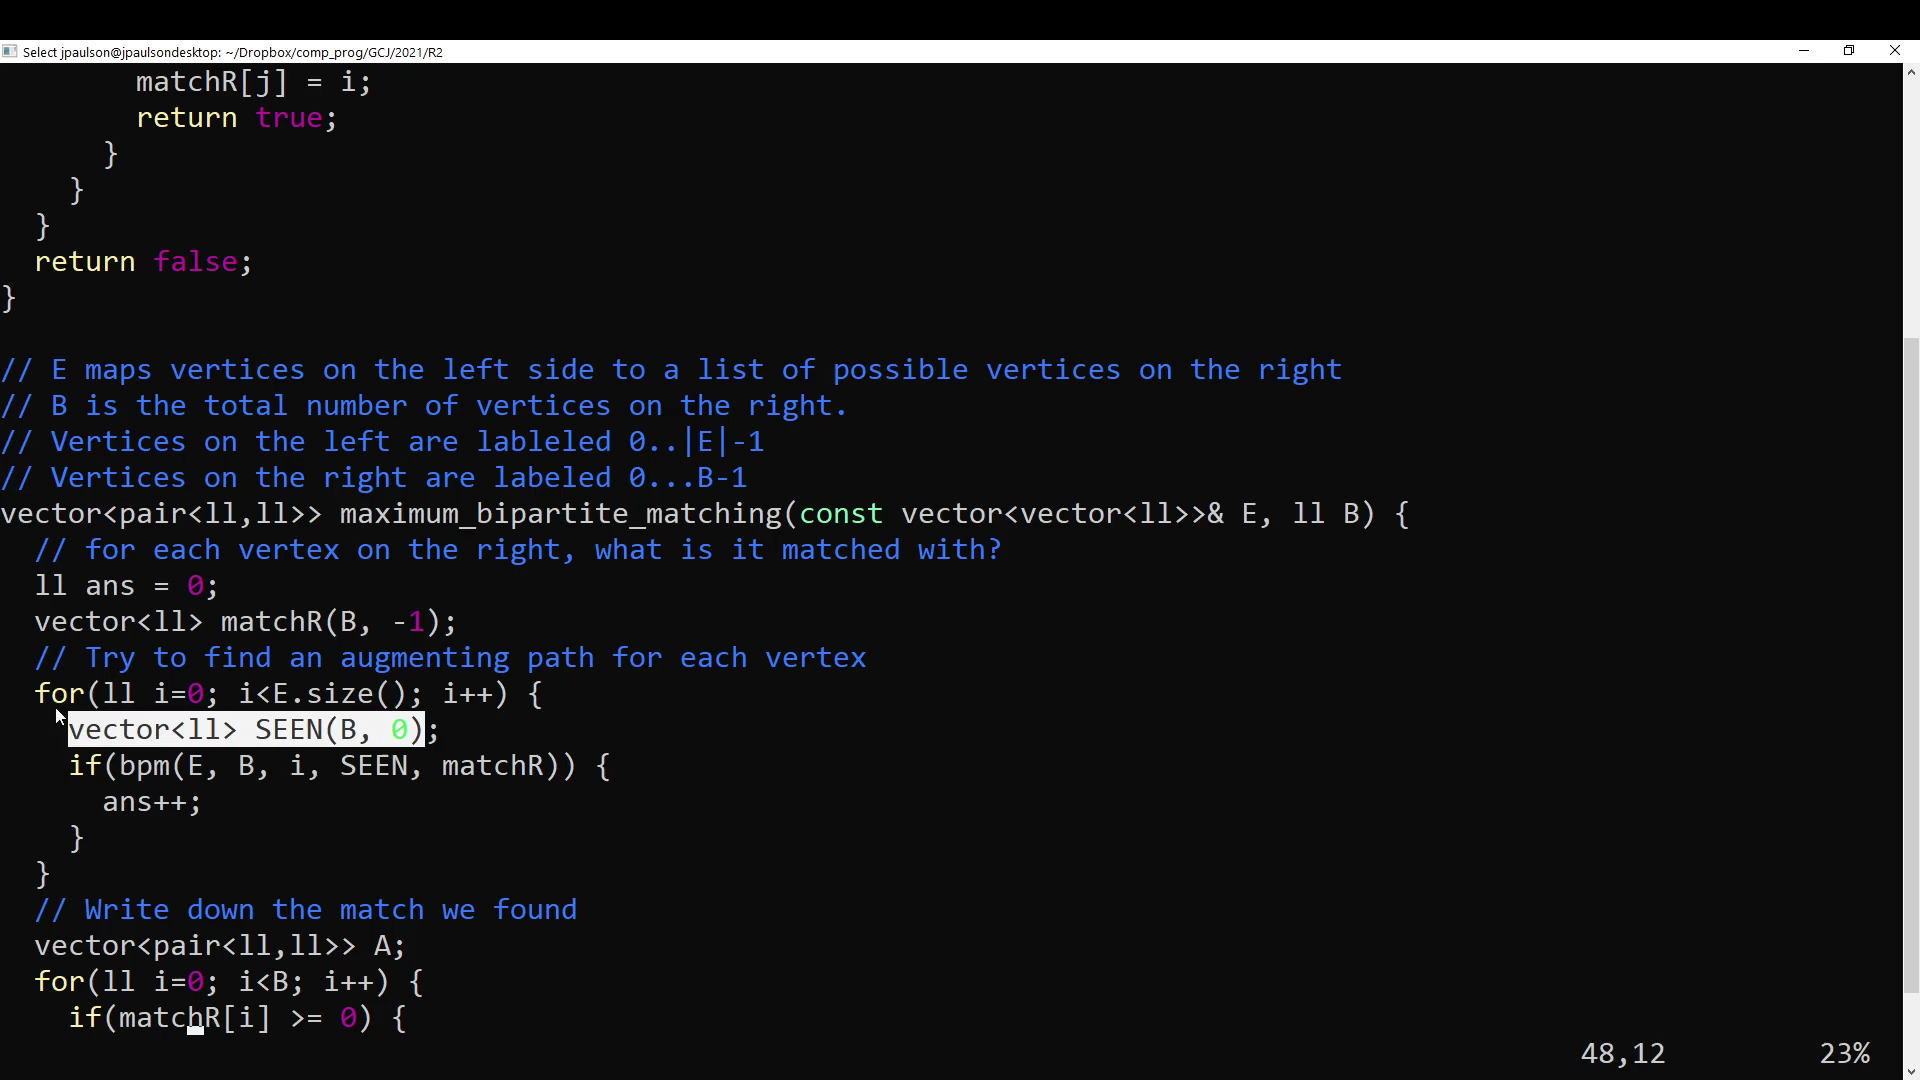 Select jpaulson@jpaulsondesktop: ~/Dropbox/comp_prog/GCJ/2021/R2
matchR[j] = i;
return true;
}
}
}
return false;
}
// E maps vertices on the left side to a list of possible vertices on the right
// B is the total number of vertices on the right.
// Vertices on the left are lableled 0..|E|-1
// Vertices on the right are labeled 0...B-1
vector<pair<ll,ll>> maximum_bipartite_matching(const vector<vector<ll>>& E, ll B) {
// for each vertex on the right, what is it matched with?
ll ans = 0;
vector<ll> matchR(B, -1);
// Try to find an augmenting path for each vertex
for(ll i=0; i<E.size(); i++) {
vector<ll> SEEN(B, 0);
if(bpm(E, B, i, SEEN, matchR)) {
ans++;
}
}
// Write down the match we found
vector<pair<ll,ll>> A;
for(ll i=0; i<B; i++) {
if(matchR[i] >= 0) {
48,12 23%